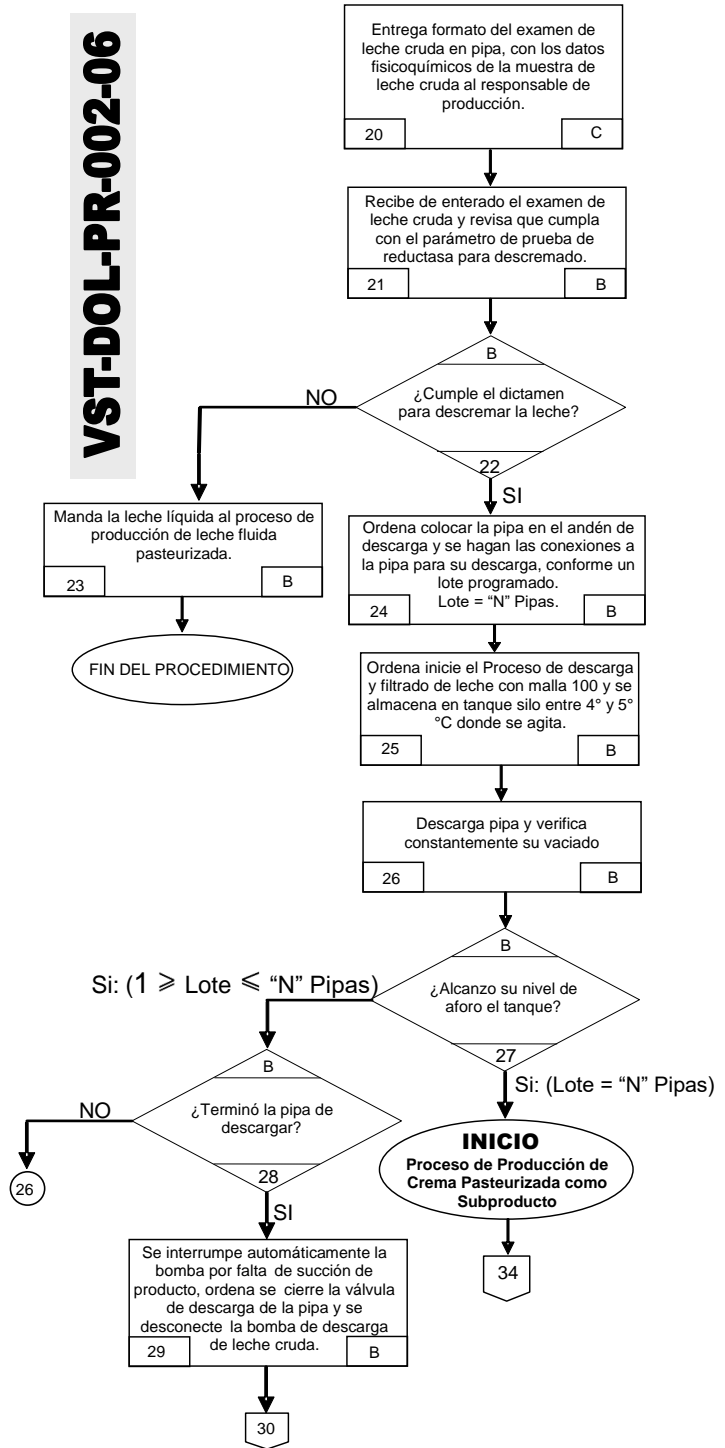 VST-DOL-PR-002-06
Entrega formato del examen de
leche cruda en pipa, con los datos
fisicoquímicos de la muestra de
leche cruda al responsable de
producción.
20
C
Recibe de enterado el examen de
leche cruda y revisa que cumpla
con el parámetro de prueba de
reductasa para descremado.
21
B
B
¿Cumple el dictamen
para descremar la leche?
22
NO
SI
Manda la leche líquida al proceso de
producción de leche fluida
pasteurizada.
23
B
FIN DEL PROCEDIMIENTO
Ordena colocar la pipa en el andén de
descarga y se hagan las conexiones a
la pipa para su descarga, conforme un
lote programado.
Lote = “N” Pipas.
24
B
Ordena inicie el Proceso de descarga
y filtrado de leche con malla 100 y se
almacena en tanque silo entre 4° y 5°
°C donde se agita.
25
B
Descarga pipa y verifica
constantemente su vaciado
26
B
B
¿Alcanzo su nivel de
aforo el tanque?
27
Si: (1 ⩾ Lote ⩽ “N” Pipas)
Si: (Lote = “N” Pipas)
B
¿Terminó la pipa de
descargar?
28
NO
26
SI
INICIO
Proceso de Producción de
Crema Pasteurizada como
Subproducto
34
Se interrumpe automáticamente la
bomba por falta de succión de
producto, ordena se cierre la válvula
de descarga de la pipa y se
desconecte la bomba de descarga
de leche cruda.
29
B
30